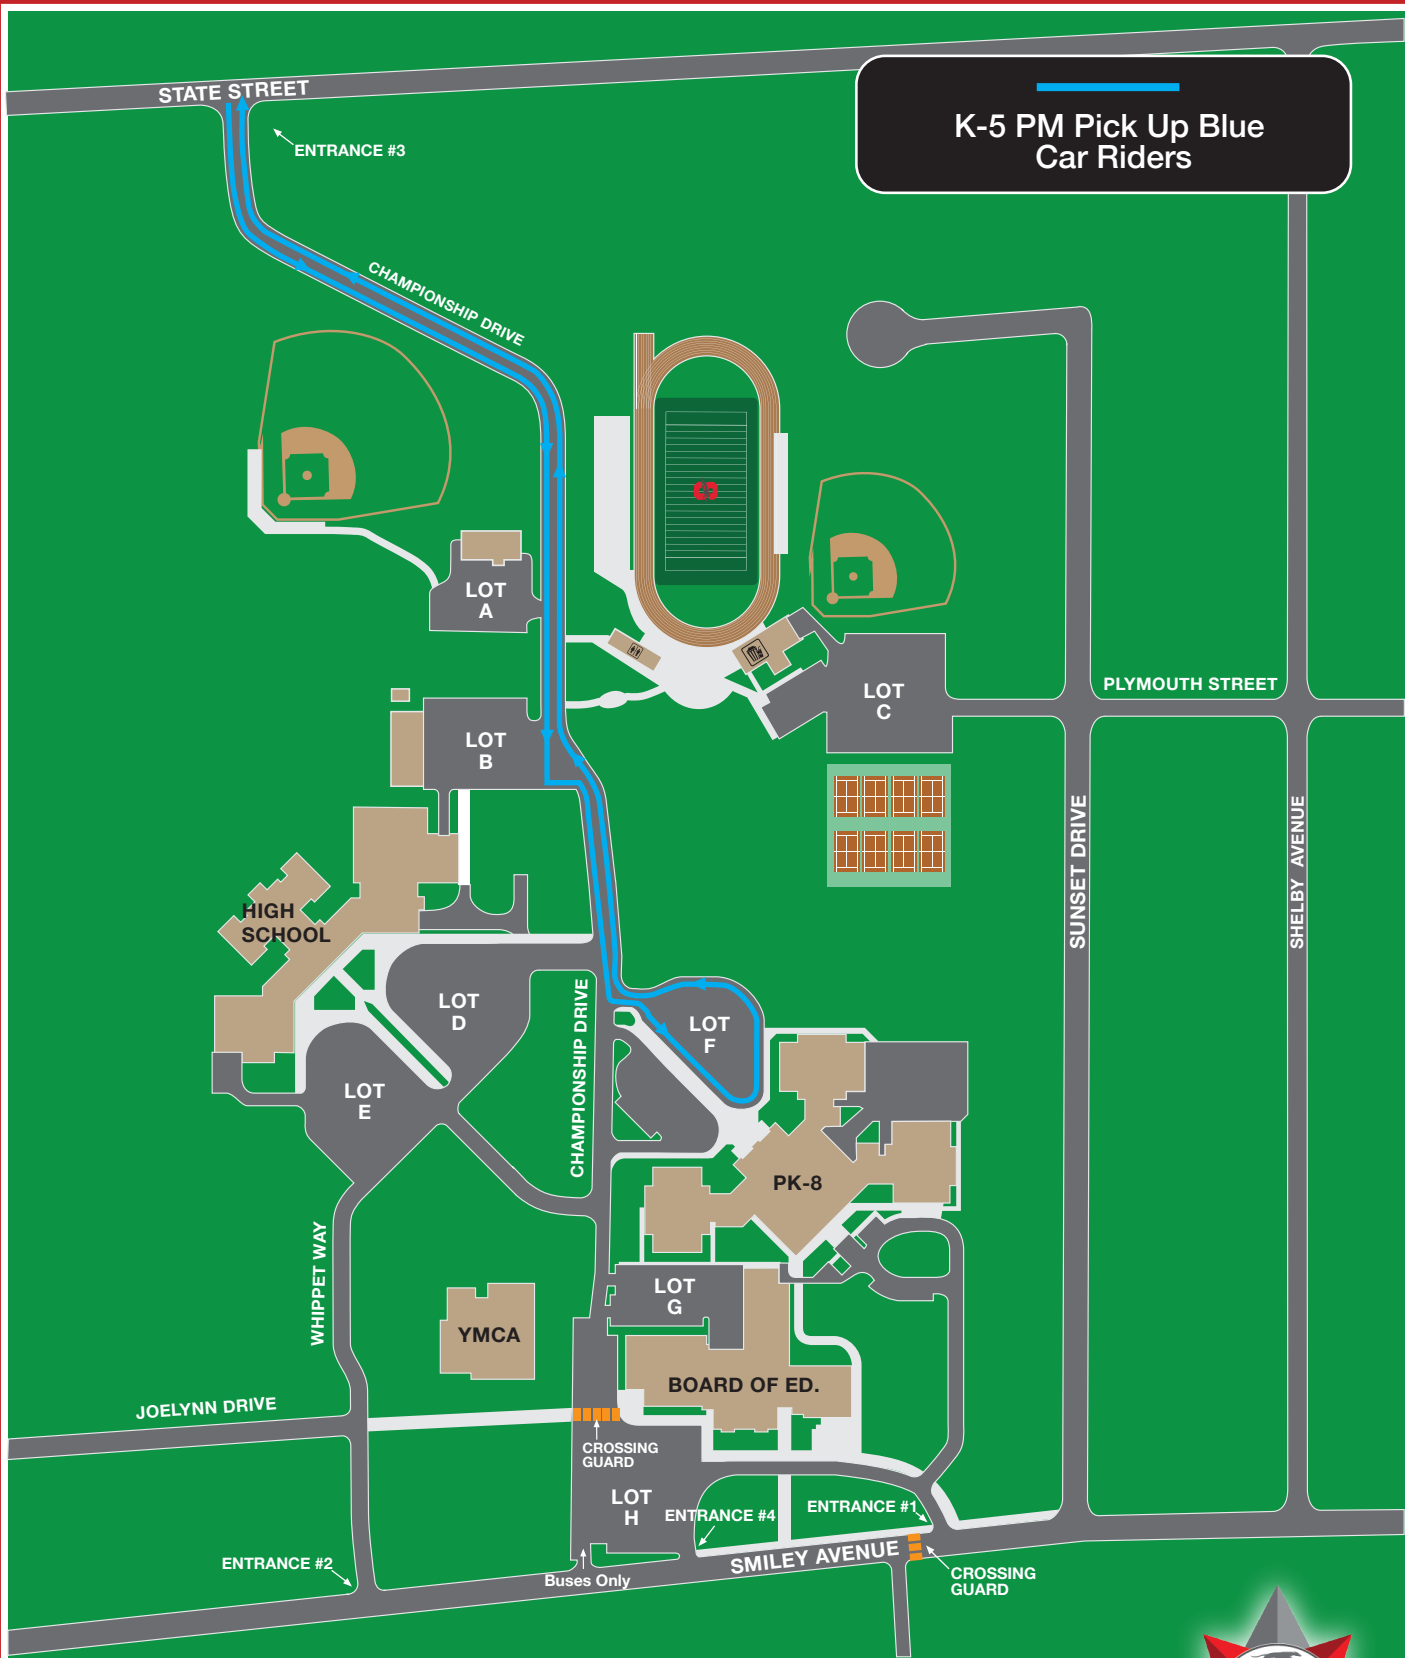 STATE STREET
K-5 PM Pick Up Blue
Car Riders
ENTRANCE #3
CHAMPIONSHIP DRIVE
LOT
A
LOT
C
PLYMOUTH STREET
LOT
B
SUNSET DRIVE
SHELBY AVENUE
HIGH
SCHOOL
LOT
D
CHAMPIONSHIP DRIVE
LOT
F
LOT
E
PK-8
WHIPPET WAY
LOT
G
YMCA
BOARD OF ED.
JOELYNN DRIVE
CROSSING
GUARD
LOT
H
ENTRANCE #4
ENTRANCE #1
SMILEY AVENUE
ENTRANCE #2
Buses Only
CROSSING
GUARD